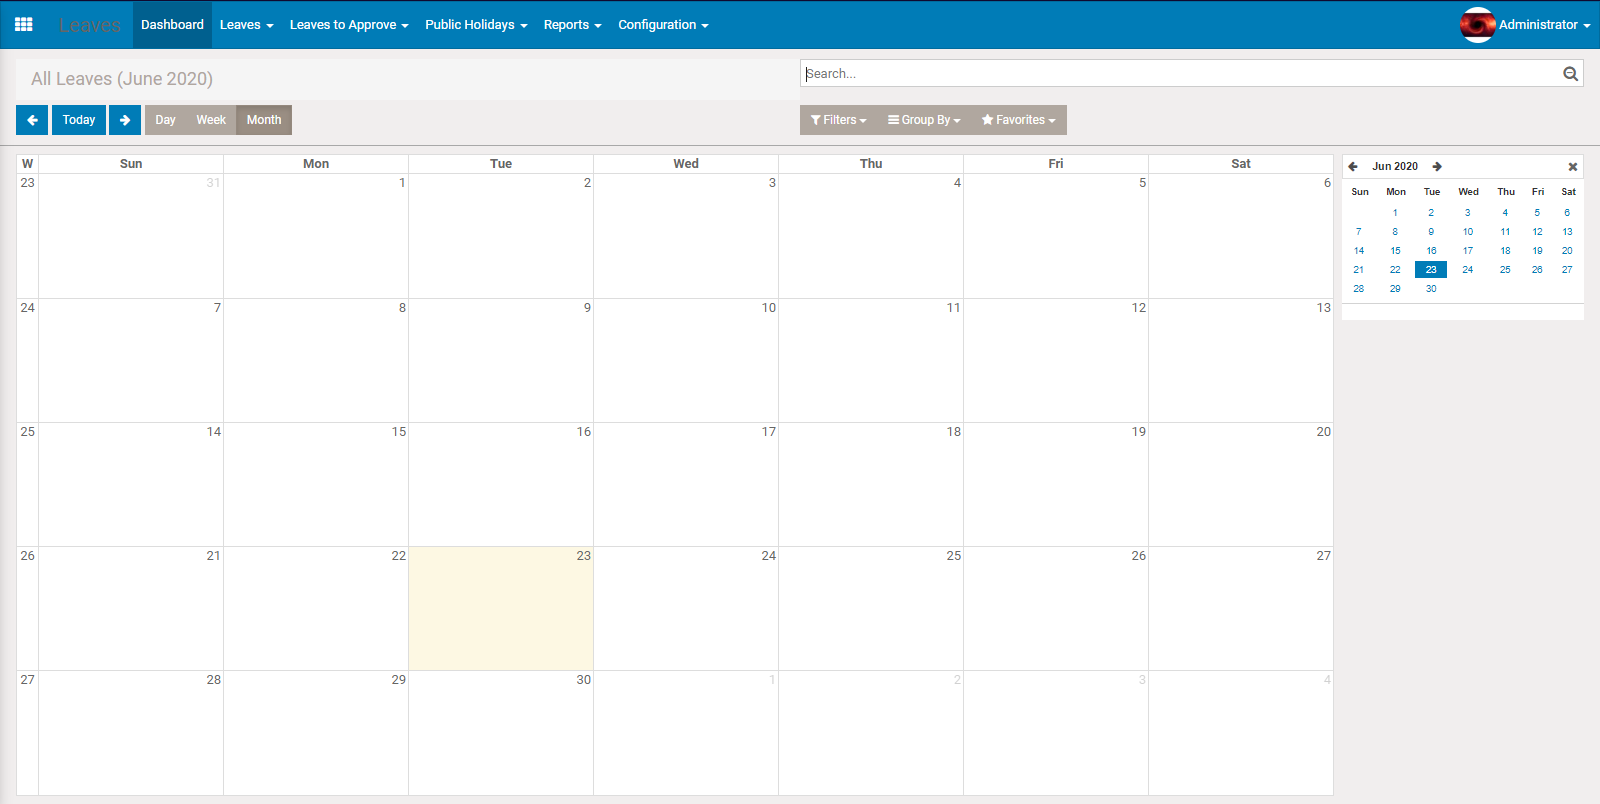 Leaves Dashboard Leaves Leaves to Approve Public Holidays Reports Configuration Administrator
All Leaves (June 2020)
Search...
Today Day Week Month
Filters Group By Favorites
W Sun Mon Tue Wed Thu Fri Sat
23 31 1 2 3 4 5 6
24 7 8 9 10 11 12 13
25 14 15 16 17 18 19 20
26 21 22 23 24 25 26 27
27 28 29 30 1 2 3 4
Jun 2020
Sun Mon Tue Wed Thu Fri Sat
1 2 3 4 5 6
7 8 9 10 11 12 13
14 15 16 17 18 19 20
21 22 23 24 25 26 27
28 29 30